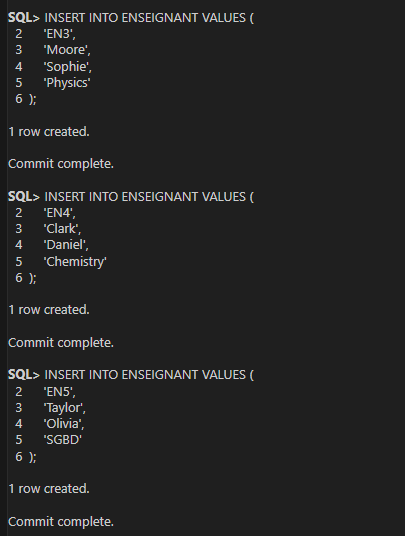 SQL> INSERT INTO ENSEIGNANT VALUES (
2 'EN3',
3 'Moore',
4 'Sophie',
5 'Physics'
6 );
1 row created.
Commit complete.
SQL> INSERT INTO ENSEIGNANT VALUES (
2 'EN4',
3 'Clark',
4 'Daniel',
5 'Chemistry'
6 );
1 row created.
Commit complete.
SQL> INSERT INTO ENSEIGNANT VALUES (
2 'EN5',
3 'Taylor',
4 'Olivia',
5 'SGBD'
6 );
1 row created.
Commit complete.